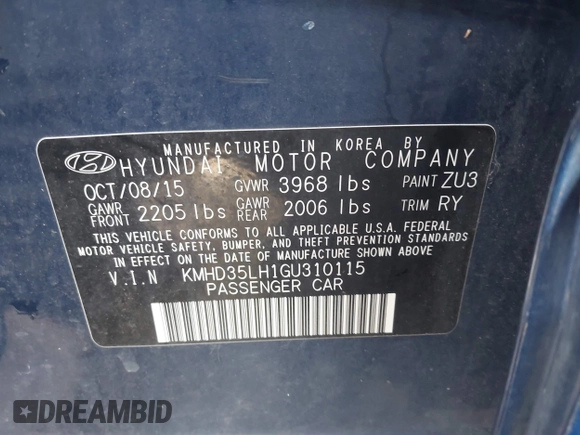 MANUFACTURED IN KOREA BY
HYUNDAI MOTOR COMPANY
OCT/08/15 GVWR 3968 lbs PAINT ZU3
GAWR FRONT 2205 lbs GAWR REAR 2006 lbs TRIM RY
THIS VEHICLE CONFORMS TO ALL APPLICABLE U.S.A. FEDERAL
MOTOR VEHICLE SAFETY, BUMPER, AND THEFT PREVENTION STANDARDS
IN EFFECT ON THE DATE OF MANUFACTURE SHOWN ABOVE
V.I.N KMHD35LH1GU310115
PASSENGER CAR
DREAMBID